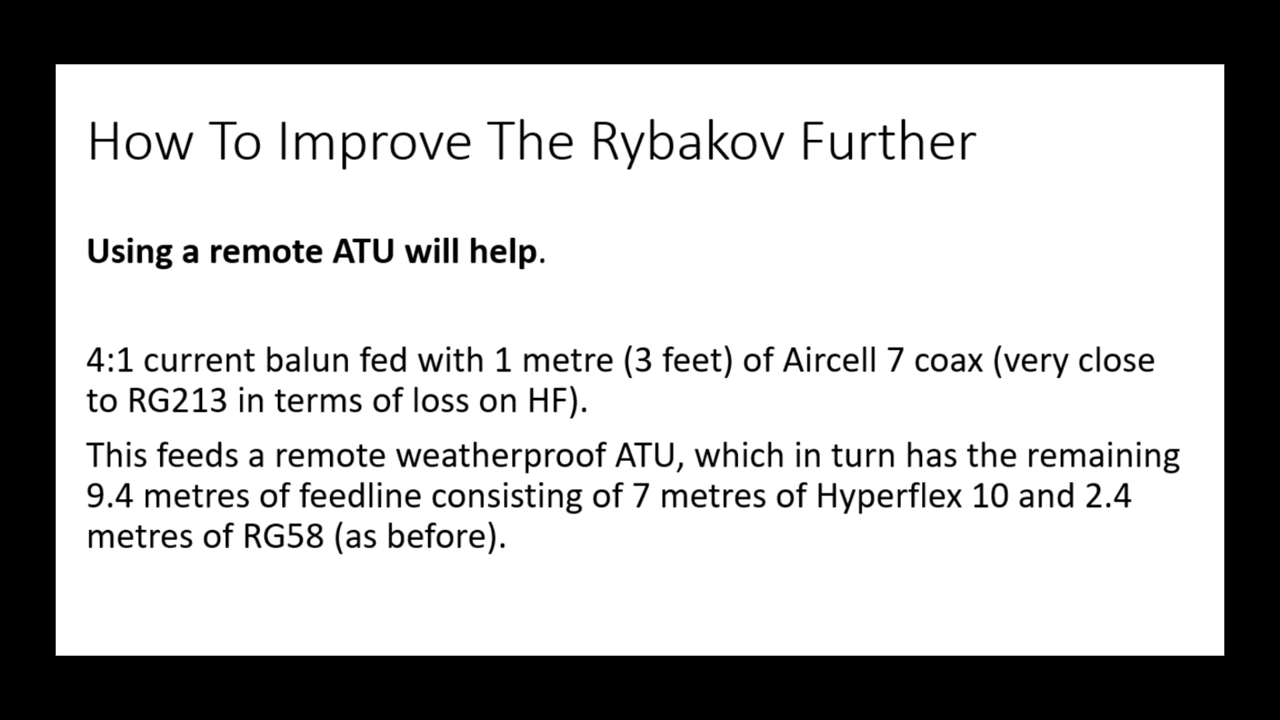 How To Improve The Rybakov Further
Using a remote ATU will help.
4:1 current balun fed with 1 metre (3 feet) of Aircell 7 coax (very close
to RG213 in terms of loss on HF).
This feeds a remote weatherproof ATU, which in turn has the remaining
9.4 metres of feedline consisting of 7 metres of Hyperflex 10 and 2.4
metres of RG58 (as before).